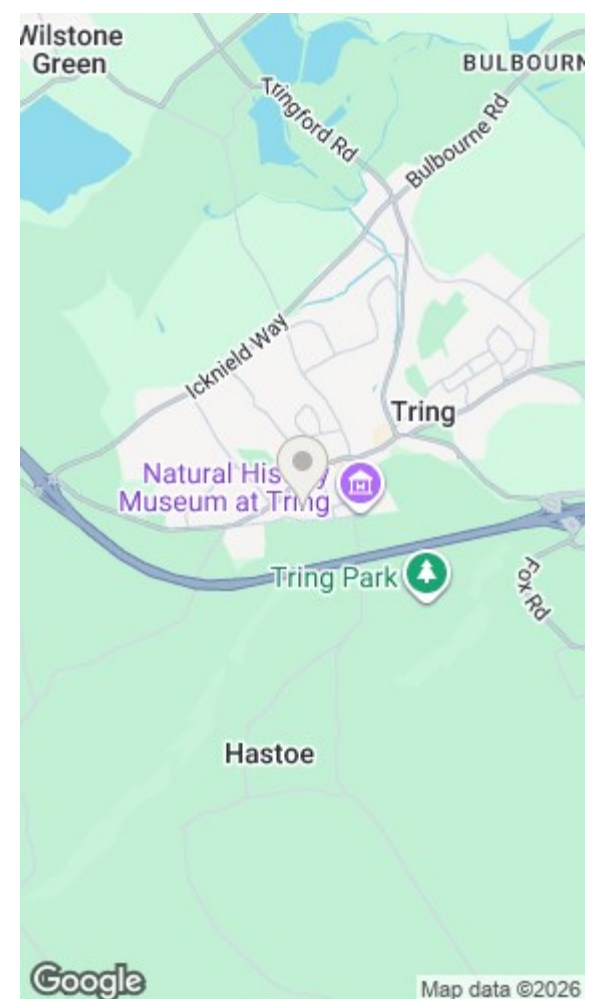 Wilstone
Green
BULBOURN
Tringford Rd
Bulbourne Rd
Icknield Way
Tring
Natural His y
Museum at Tring
Tring Park
Fox Rd
Hastoe
Google
Map data ©2026